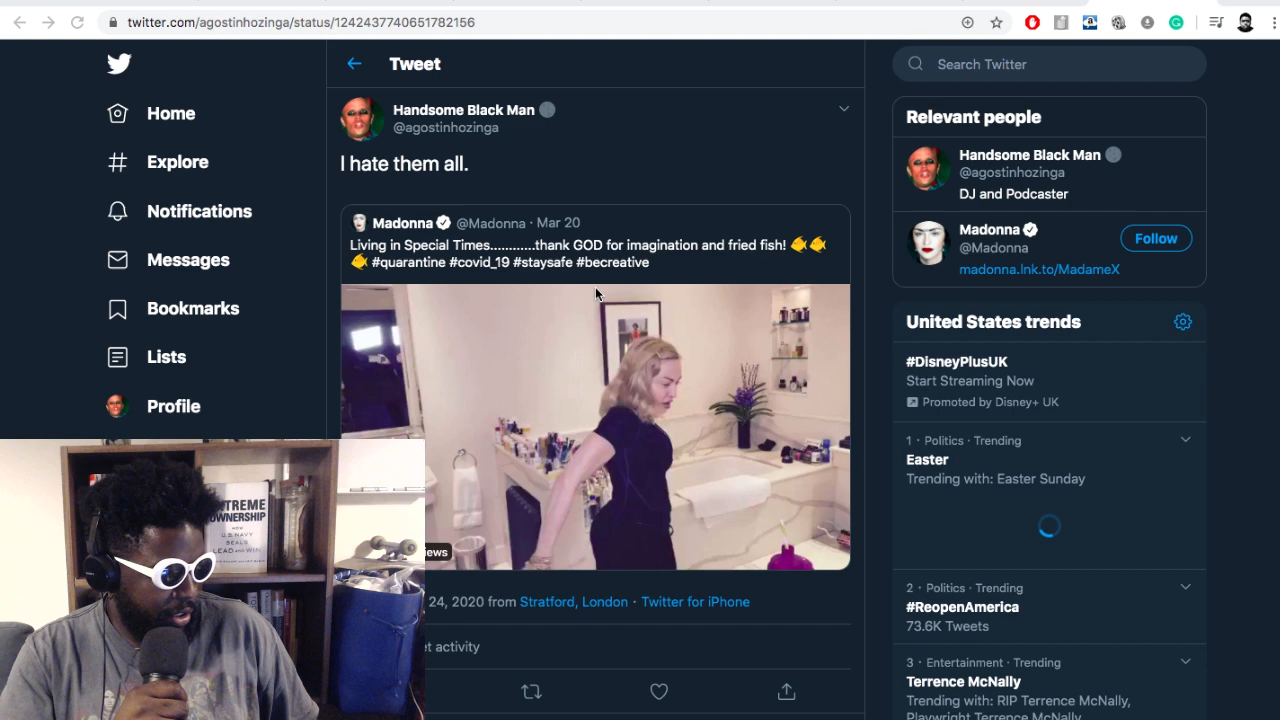 twitter.com/agostinhozinga/status/1242437740651782156
Home
Explore
Notifications
Messages
Bookmarks
Lists
Profile
Tweet
Handsome Black Man
@agostinhozinga
I hate them all.
Madonna @Madonna · Mar 20
Living in Special Times............thank GOD for imagination and fried fish! 🐠🐠
🐠 #quarantine #covid_19 #staysafe #becreative
24, 2020 from Stratford, London · Twitter for iPhone
Search Twitter
Relevant people
Handsome Black Man
@agostinhozinga
DJ and Podcaster
Madonna
@Madonna
Follow
madonna.lnk.to/MadameX
United States trends
#DisneyPlusUK
Start Streaming Now
Promoted by Disney+ UK
1 · Politics · Trending
Easter
Trending with: Easter Sunday
2 · Politics · Trending
#ReopenAmerica
73.6K Tweets
3 · Entertainment · Trending
Terrence McNally
Trending with: RIP Terrence McNally,
Playwright Terrence McNally
activity
OWNERSHIP
HOW
U.S. NAVY
SEALS
LEAD AND WIN